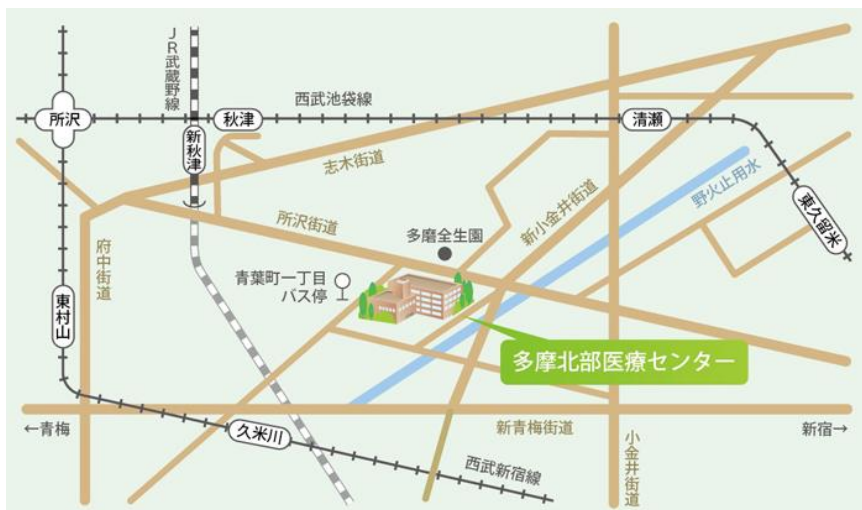 JR武蔵野線
所沢
秋津
西武池袋線
清瀬
新秋津
志木街道
野火止用水
東久留米
所沢街道
新小金井街道
多磨全生園
府中街道
青葉町一丁目
バス停
東村山
多摩北部医療センター
←青梅
久米川
新青梅街道
新宿→
小金井街道
西武新宿線